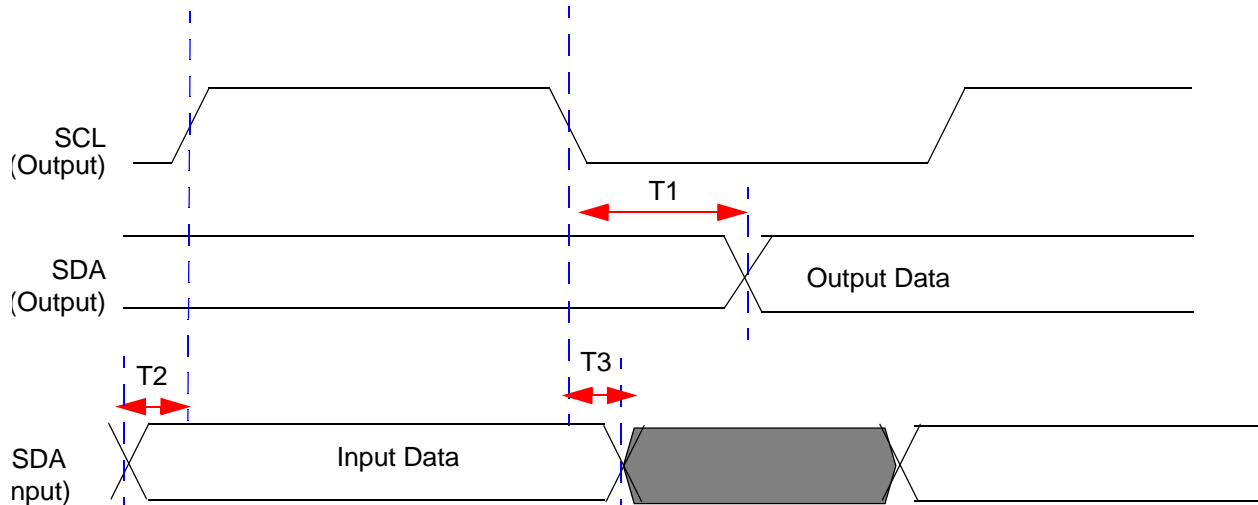 SCL
(Output)
T1
SDA
(Output)
Output Data
T2
T3
SDA
nput)
Input Data